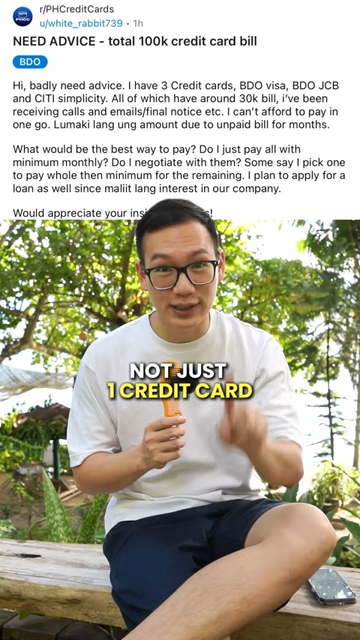 r/PHCreditCards
u/white_rabbit739 • 1h
NEED ADVICE - total 100k credit card bill
BDO
Hi, badly need advice. I have 3 Credit cards, BDO visa, BDO JCB
and CITI simplicity. All of which have around 30k bill, i've been
receiving calls and emails/final notice etc. I can't afford to pay in
one go. Lumaki lang ung amount due to unpaid bill for months.
What would be the best way to pay? Do I just pay all with
minimum monthly? Do I negotiate with them? Some say I pick one
to pay whole then minimum for the remaining. I plan to apply for a
loan as well since maliit lang interest in our company.
Would appreciate your
NOT JUST
1 CREDIT CARD